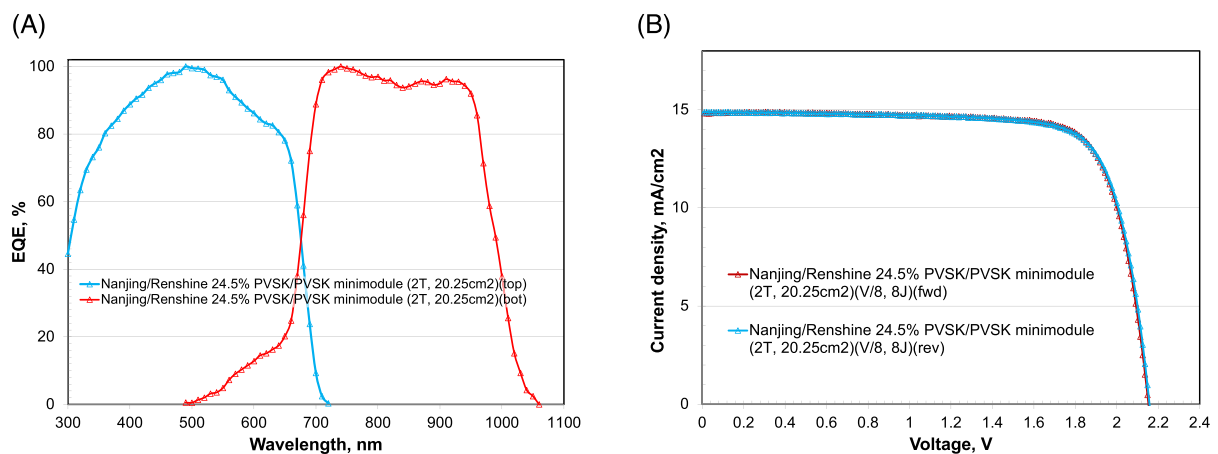 (A)
100
80
60
40
20
0
EQE, %
300 400 500 600 700 800 900 1000 1100
Wavelength, nm
Nanjing/Renshine 24.5% PVSK/PVSK minimodule (2T, 20.25cm2)(top)
Nanjing/Renshine 24.5% PVSK/PVSK minimodule (2T, 20.25cm2)(bot)
(B)
15
10
5
0
Current density, mA/cm2
0 0.2 0.4 0.6 0.8 1 1.2 1.4 1.6 1.8 2 2.2 2.4
Voltage, V
Nanjing/Renshine 24.5% PVSK/PVSK minimodule
(2T, 20.25cm2)(V/8, 8J)(fwd)
Nanjing/Renshine 24.5% PVSK/PVSK minimodule
(2T, 20.25cm2)(V/8, 8J)(rev)